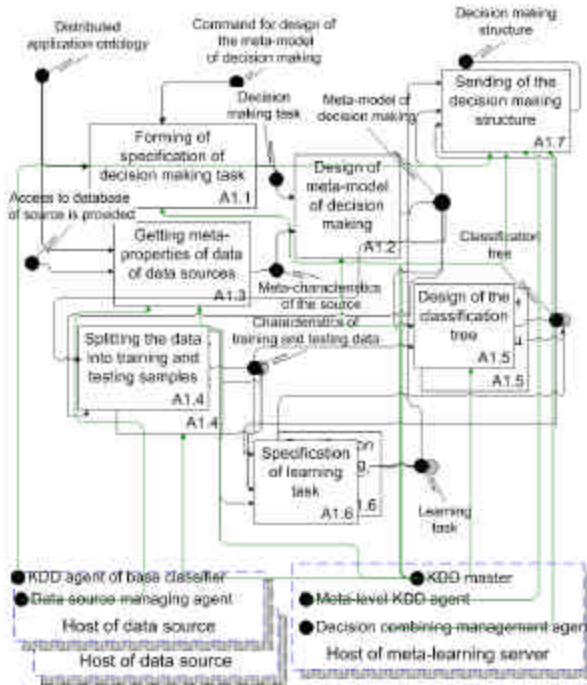 Distributed
application ontology
Command for design of
the meta-model
of decision making
Decision making
structure
Decision
making task
Meta-model of
decision making
Sending of the
decision making
structure
A1.7
Forming of
specification of
decision making task
A1.1
Design of
meta-model
of decision
making
A1.2
Access to database
of source is provided
Getting meta-
properties of data
of data sources
A1.3
Classification
tree
Meta-characteristics
of the source
Design of the
classification
tree
A1.5
A1.5
Characteristics of
training and testing data
Splitting the data
into training and
testing samples
A1.4
A1.4
Specification
of learning
task
A1.6
on
g
1.6
Learning
task
KDD agent of base classifier
Data source managing agent
Host of data source
Host of data source
KDD master
Meta-level KDD agent
Decision combining management agent
Host of meta-learning server